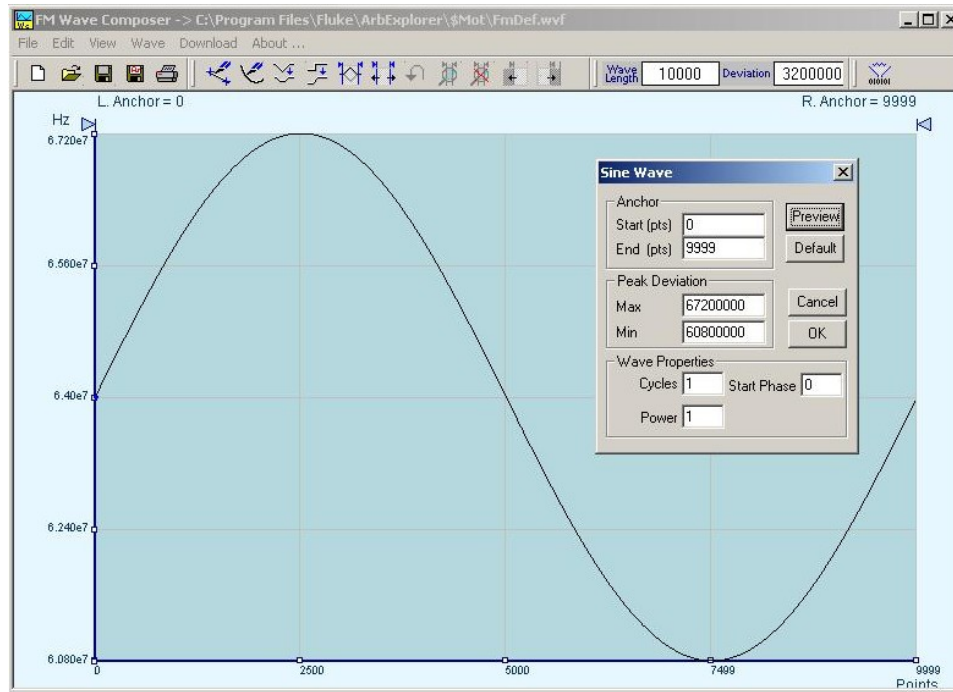 FM Wave Composer -> C:\Program Files\Fluke\ArbExplorer\$Mot\FmDef.wvf
File Edit View Wave Download About ...
Wave Length 10000 Deviation 3200000 010101
L. Anchor = 0 R. Anchor = 9999
Hz
6.720e7
6.560e7
6.40e7
6.240e7
6.080e7
0 2500 5000 7499 9999
Points
Sine Wave
Anchor
Start (pts) 0
End (pts) 9999
Preview
Default
Peak Deviation
Max 67200000
Min 60800000
Cancel
OK
Wave Properties
Cycles 1 Start Phase 0
Power 1